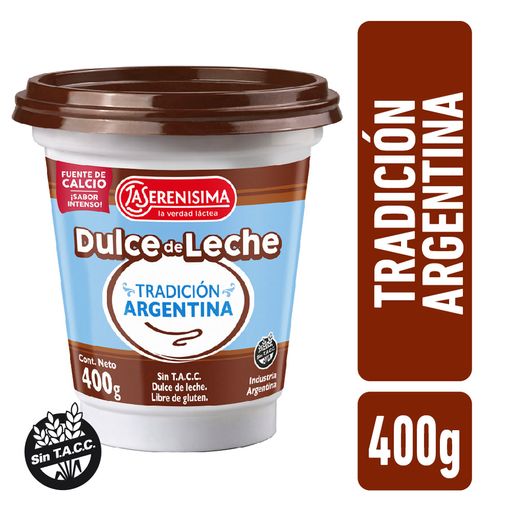 FUENTE DE
CALCIO
¡SABOR
INTENSO!
LA SERENISIMA
la verdad láctea
Dulce de Leche
TRADICIÓN
ARGENTINA
Cont. Neto
400g
Sin T.A.C.C.
Dulce de leche.
Libre de gluten.
Industria
Argentina
Sin T.A.C.C.
TRADICIÓN
ARGENTINA
400g